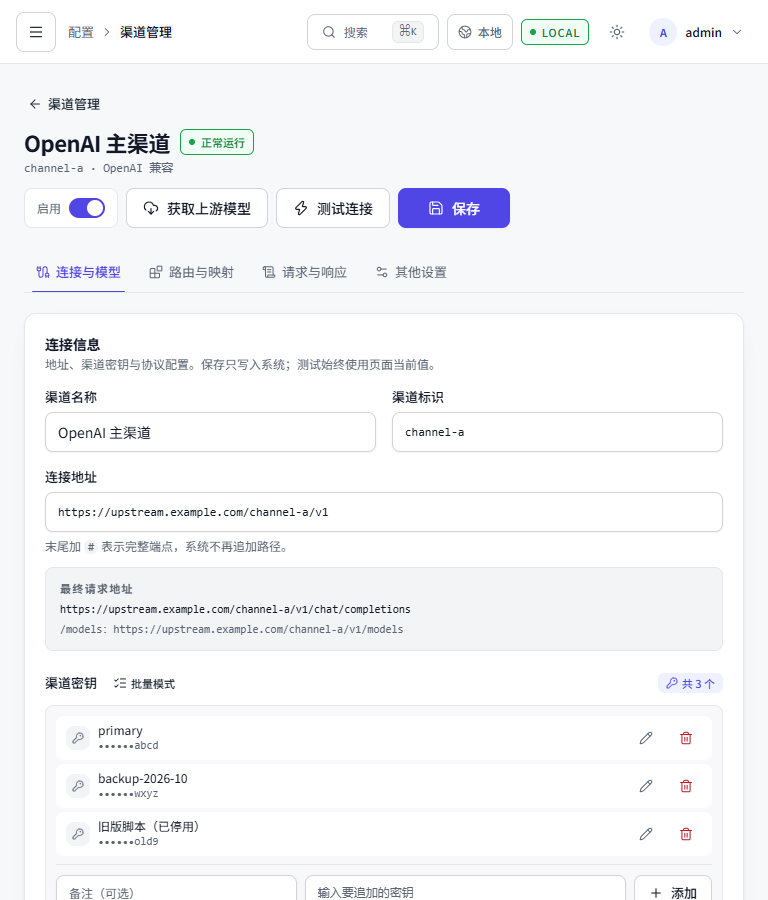 配置 > 渠道管理
搜索 ⌘K 本地 LOCAL A admin
← 渠道管理
OpenAI 主渠道 正常运行
channel-a · OpenAI 兼容
启用 获取上游模型 测试连接 保存
连接与模型 路由与映射 请求与响应 其他设置
连接信息
地址、渠道密钥与协议配置。保存只写入系统；测试始终使用页面当前值。
渠道名称 渠道标识
OpenAI 主渠道 channel-a
连接地址
https://upstream.example.com/channel-a/v1
末尾加 # 表示完整端点，系统不再追加路径。
最终请求地址
https://upstream.example.com/channel-a/v1/chat/completions
/models: https://upstream.example.com/channel-a/v1/models
渠道密钥 批量模式 共 3 个
primary
••••••abcd
backup-2026-10
••••••wxyz
旧版脚本（已停用）
••••••old9
备注（可选） 输入要追加的密钥 + 添加